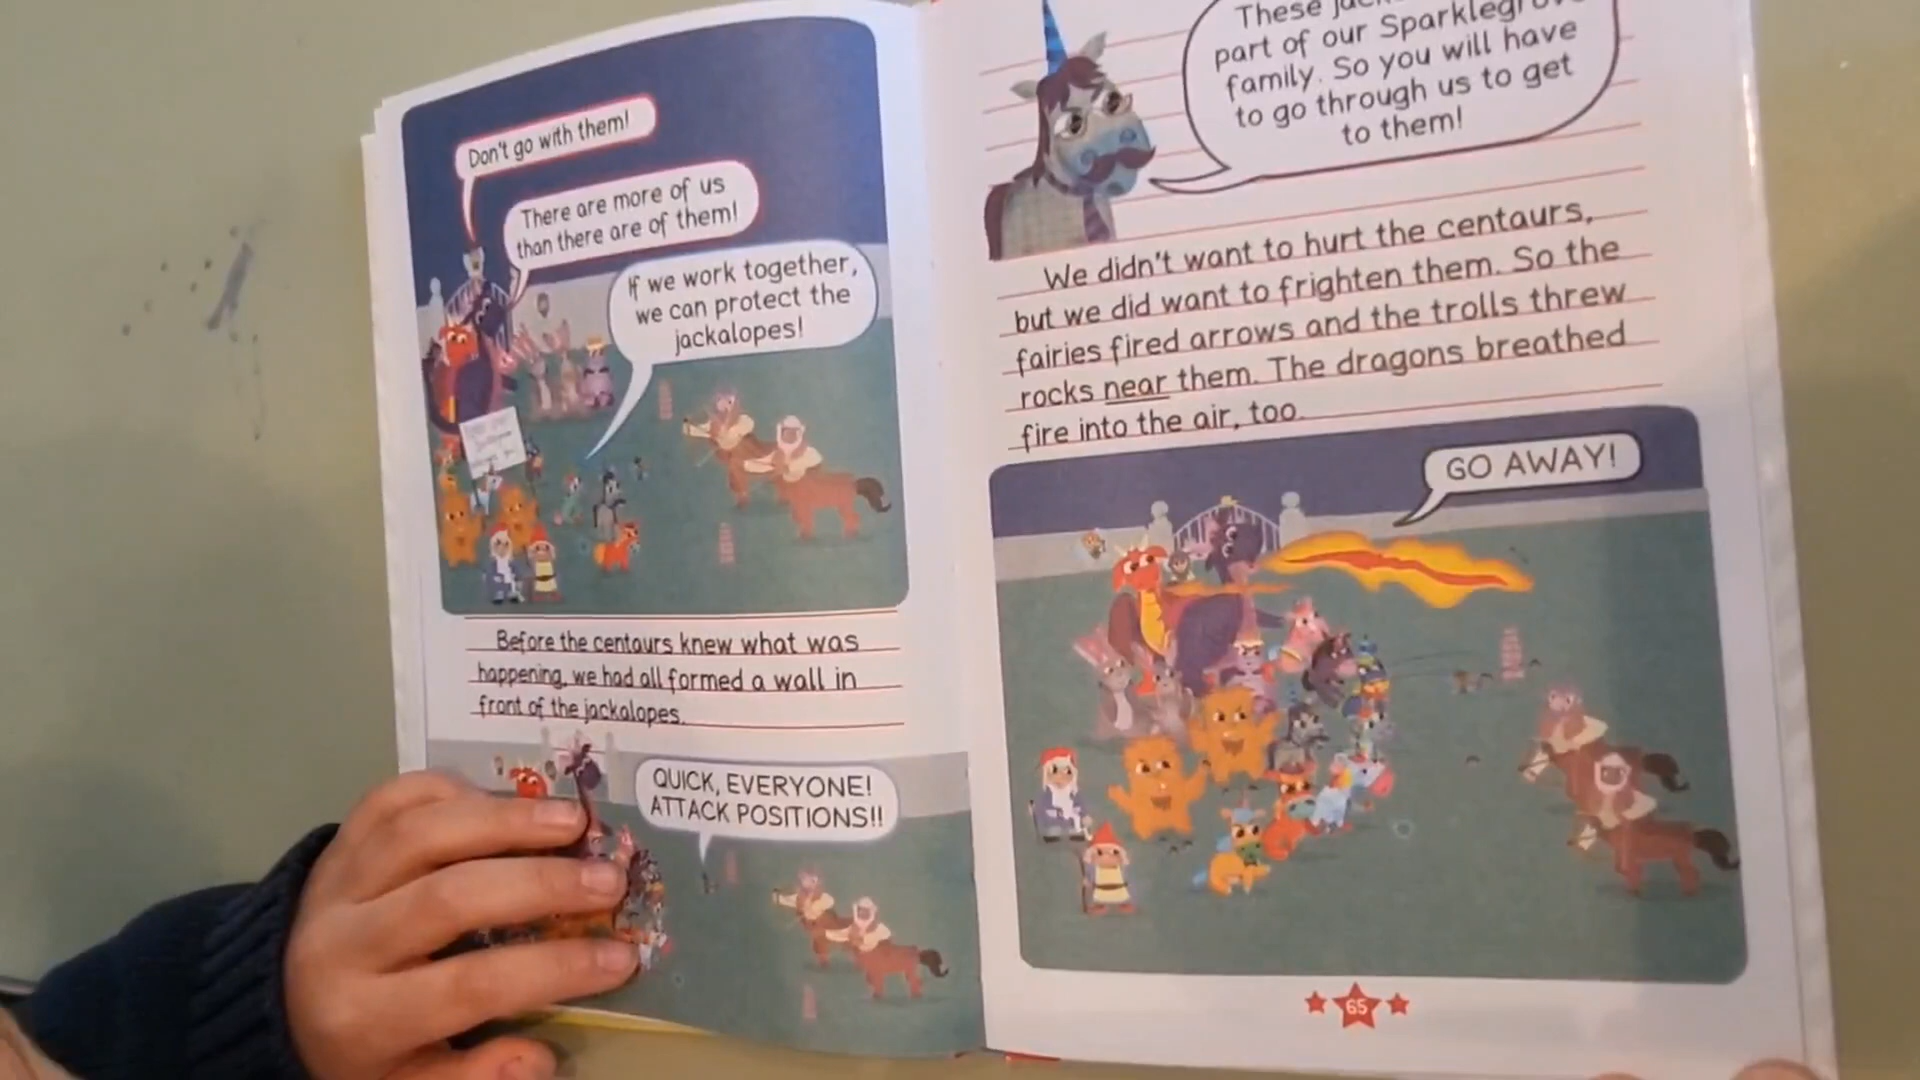 Don't go with them!
There are more of us
than there are of them!
If we work together,
we can protect the
jackalopes!
Before the centaurs knew what was
happening, we had all formed a wall in
front of the jackalopes.
QUICK, EVERYONE!
ATTACK POSITIONS!!
These
part of our
family. So you will have
to go through us to get
to them!
We didn't want to hurt the centaurs,
but we did want to frighten them. So the
fairies fired arrows and the trolls threw
rocks near them. The dragons breathed
fire into the air, too.
GO AWAY!
65